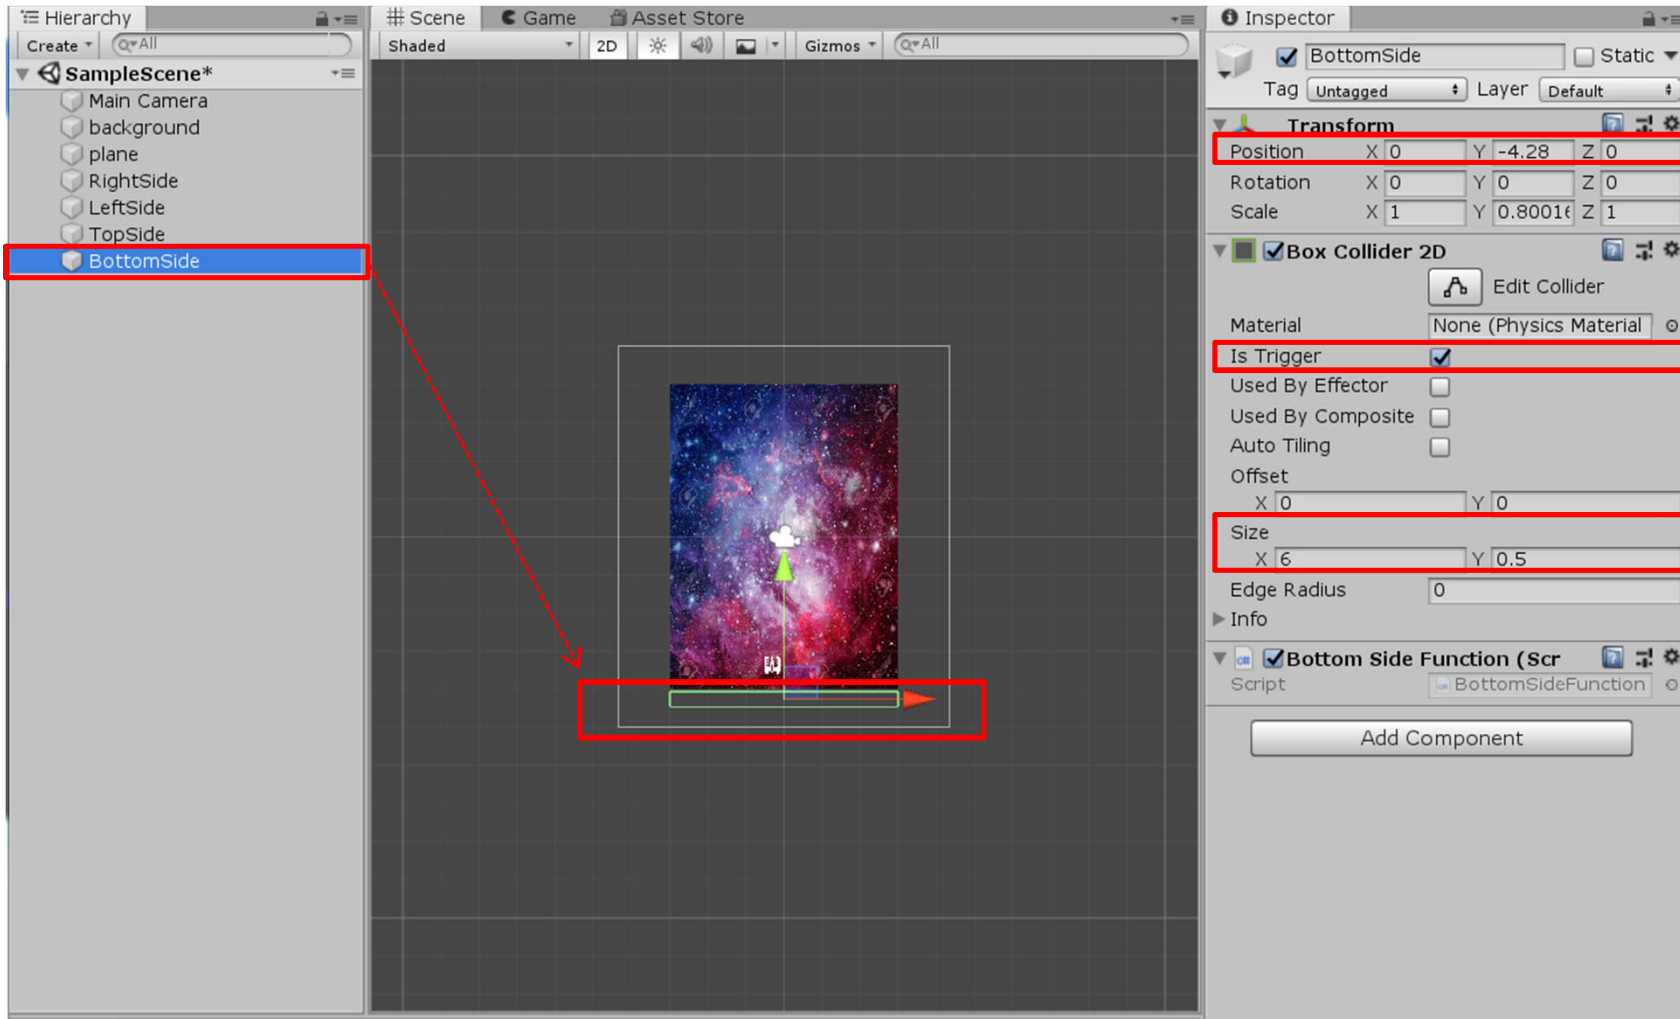 Hierarchy
Create
All
SampleScene*
Main Camera
background
plane
RightSide
LeftSide
TopSide
BottomSide
Scene
Game
Asset Store
Shaded
2D
Gizmos
All
Inspector
BottomSide
Static
Tag Untagged Layer Default
Transform
Position X 0 Y -4.28 Z 0
Rotation X 0 Y 0 Z 0
Scale X 1 Y 0.80016 Z 1
Box Collider 2D
Edit Collider
Material None (Physics Material
Is Trigger
Used By Effector
Used By Composite
Auto Tiling
Offset
X 0 Y 0
Size
X 6 Y 0.5
Edge Radius 0
Info
Bottom Side Function (Scr
Script BottomSideFunction
Add Component